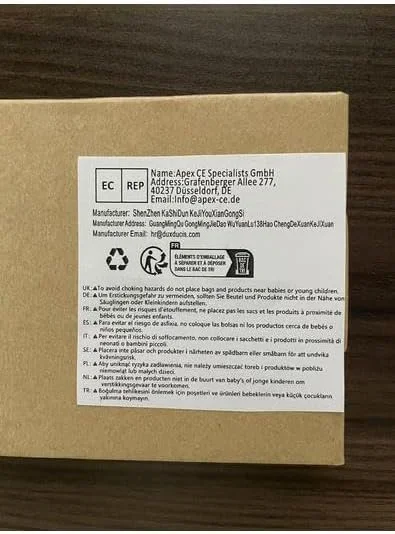 EC REP
Name:Apex CE Specialists GmbH
Address:Grafenberger Allee 277,
40237 Düsseldorf, DE
Email:Info@apex-ce.de
Manufacturer: ShenZhen KaShiDun KeJiYouXianGongSi
Manufacturer Address: GuangMingQu GongMingJieDao WuYuanLu138Hao ChengDeXuanKeJiXuan
Manufacturer Email: hr@duxducis.com
FR
ÉLÉMENTS D'EMBALLAGE
À SÉPARER ET À DÉPOSER
DANS LE BAC DE TRI
BAC
DE
TRI
UK:⚠To avoid choking hazards do not place bags near babies or young children.
DE:⚠Um Erstickungsgefahr zu vermeiden, sollten Sie Beutel und Produkte nicht in der Nähe von
Säuglingen oder Kleinkindern aufstellen.
FR:⚠Pour éviter les risques d'étouffement, ne placez pas les sacs et les produits à proximité de
bébés ou de jeunes enfants.
ES:⚠Para evitar el riesgo de asfixia, no coloque las bolsas ni los productos cerca de bebés o
niños pequeños.
IT:⚠Per evitare il rischio di soffocamento, non collocare i sacchetti e i prodotti in prossimità di
neonati o bambini piccoli.
SE:⚠Placera inte påsar och produkter i närheten av spädbarn eller småbarn för att undvika
kvävningsrisk.
PL:⚠Aby uniknąć ryzyka zadławienia, nie należy umieszczać toreb i produktów w pobliżu
niemowląt lub małych dzieci.
NL:⚠Plaats zakken en producten niet in de buurt van baby's of jonge kinderen om
verstikkingsgevaar te voorkomen.
TR:⚠Boğulma tehlikesini önlemek için poşetleri ve ürünleri bebeklerin veya küçük çocukların
yakınına koymayın.